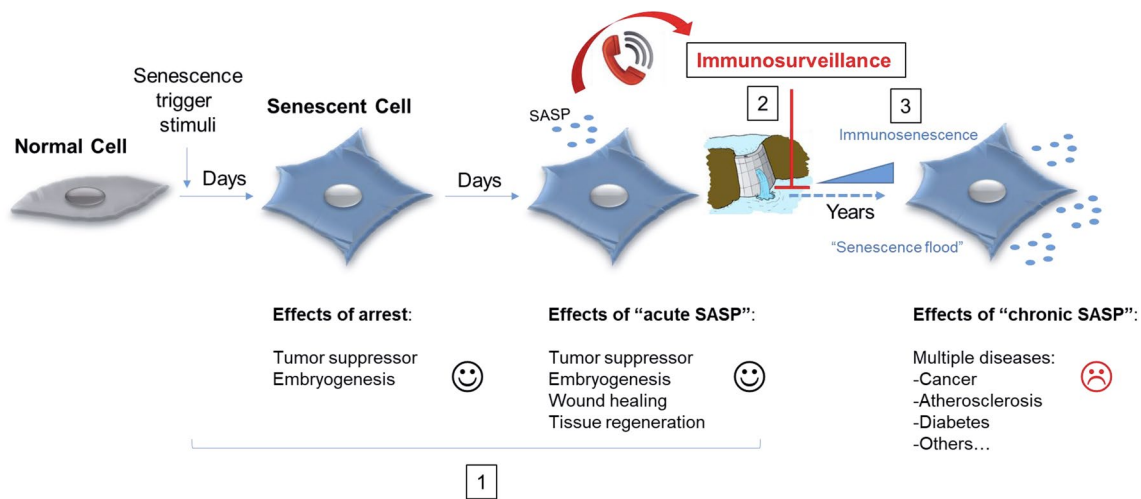 Senescence
trigger
stimuli
Normal Cell
Days
Senescent Cell
Days
SASP
Immunosurveillance
2
3
Immunosenescence
Years
"Senescence flood"
Effects of arrest:
Tumor suppressor
Embryogenesis
Effects of "acute SASP":
Tumor suppressor
Embryogenesis
Wound healing
Tissue regeneration
Effects of "chronic SASP":
Multiple diseases:
-Cancer
-Atherosclerosis
-Diabetes
-Others…
1